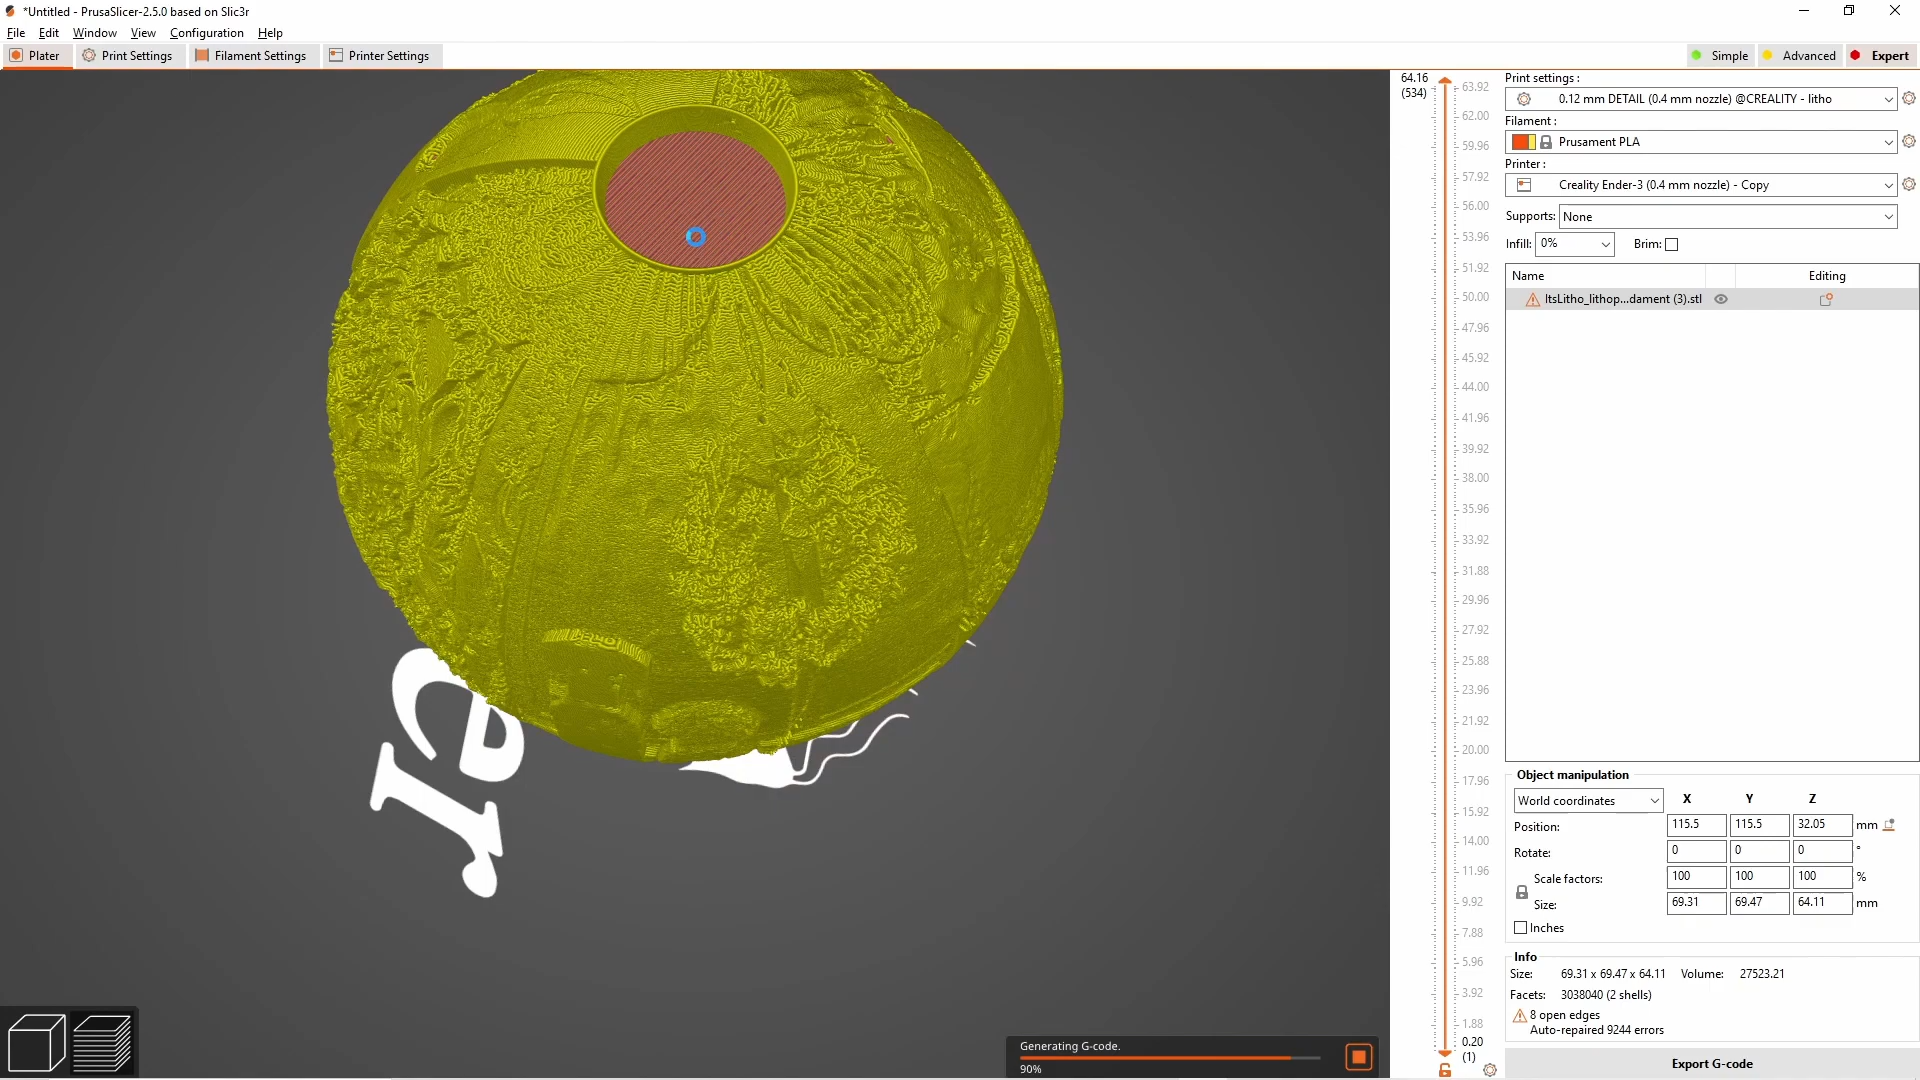 *Untitled - PrusaSlicer-2.5.0 based on Slic3r
File Edit Window View Configuration Help
Plater Print Settings Filament Settings Printer Settings Simple Advanced Expert
64.16
(534)
63.92
62.00
59.96
57.92
56.00
53.96
51.92
50.00
47.96
45.92
44.00
41.96
39.92
38.00
35.96
33.92
31.88
29.96
27.92
25.88
23.96
21.92
20.00
17.96
15.92
14.00
11.96
9.92
7.88
5.96
3.92
1.88
0.20
(1)
Print settings :
0.12 mm DETAIL (0.4 mm nozzle) @CREALITY - litho
Filament :
Prusament PLA
Printer :
Creality Ender-3 (0.4 mm nozzle) - Copy
Supports: None
Infill: 0% Brim:
Name Editing
ItsLitho_lithop...dament (3).stl
Object manipulation
World coordinates X Y Z
Position: 115.5 115.5 32.05 mm
Rotate: 0 0 0 °
Scale factors: 100 100 100 %
Size: 69.31 69.47 64.11 mm
Inches
Info
Size: 69.31 x 69.47 x 64.11 Volume: 27523.21
Facets: 3038040 (2 shells)
8 open edges
Auto-repaired 9244 errors
Export G-code
er
Generating G-code.
90%